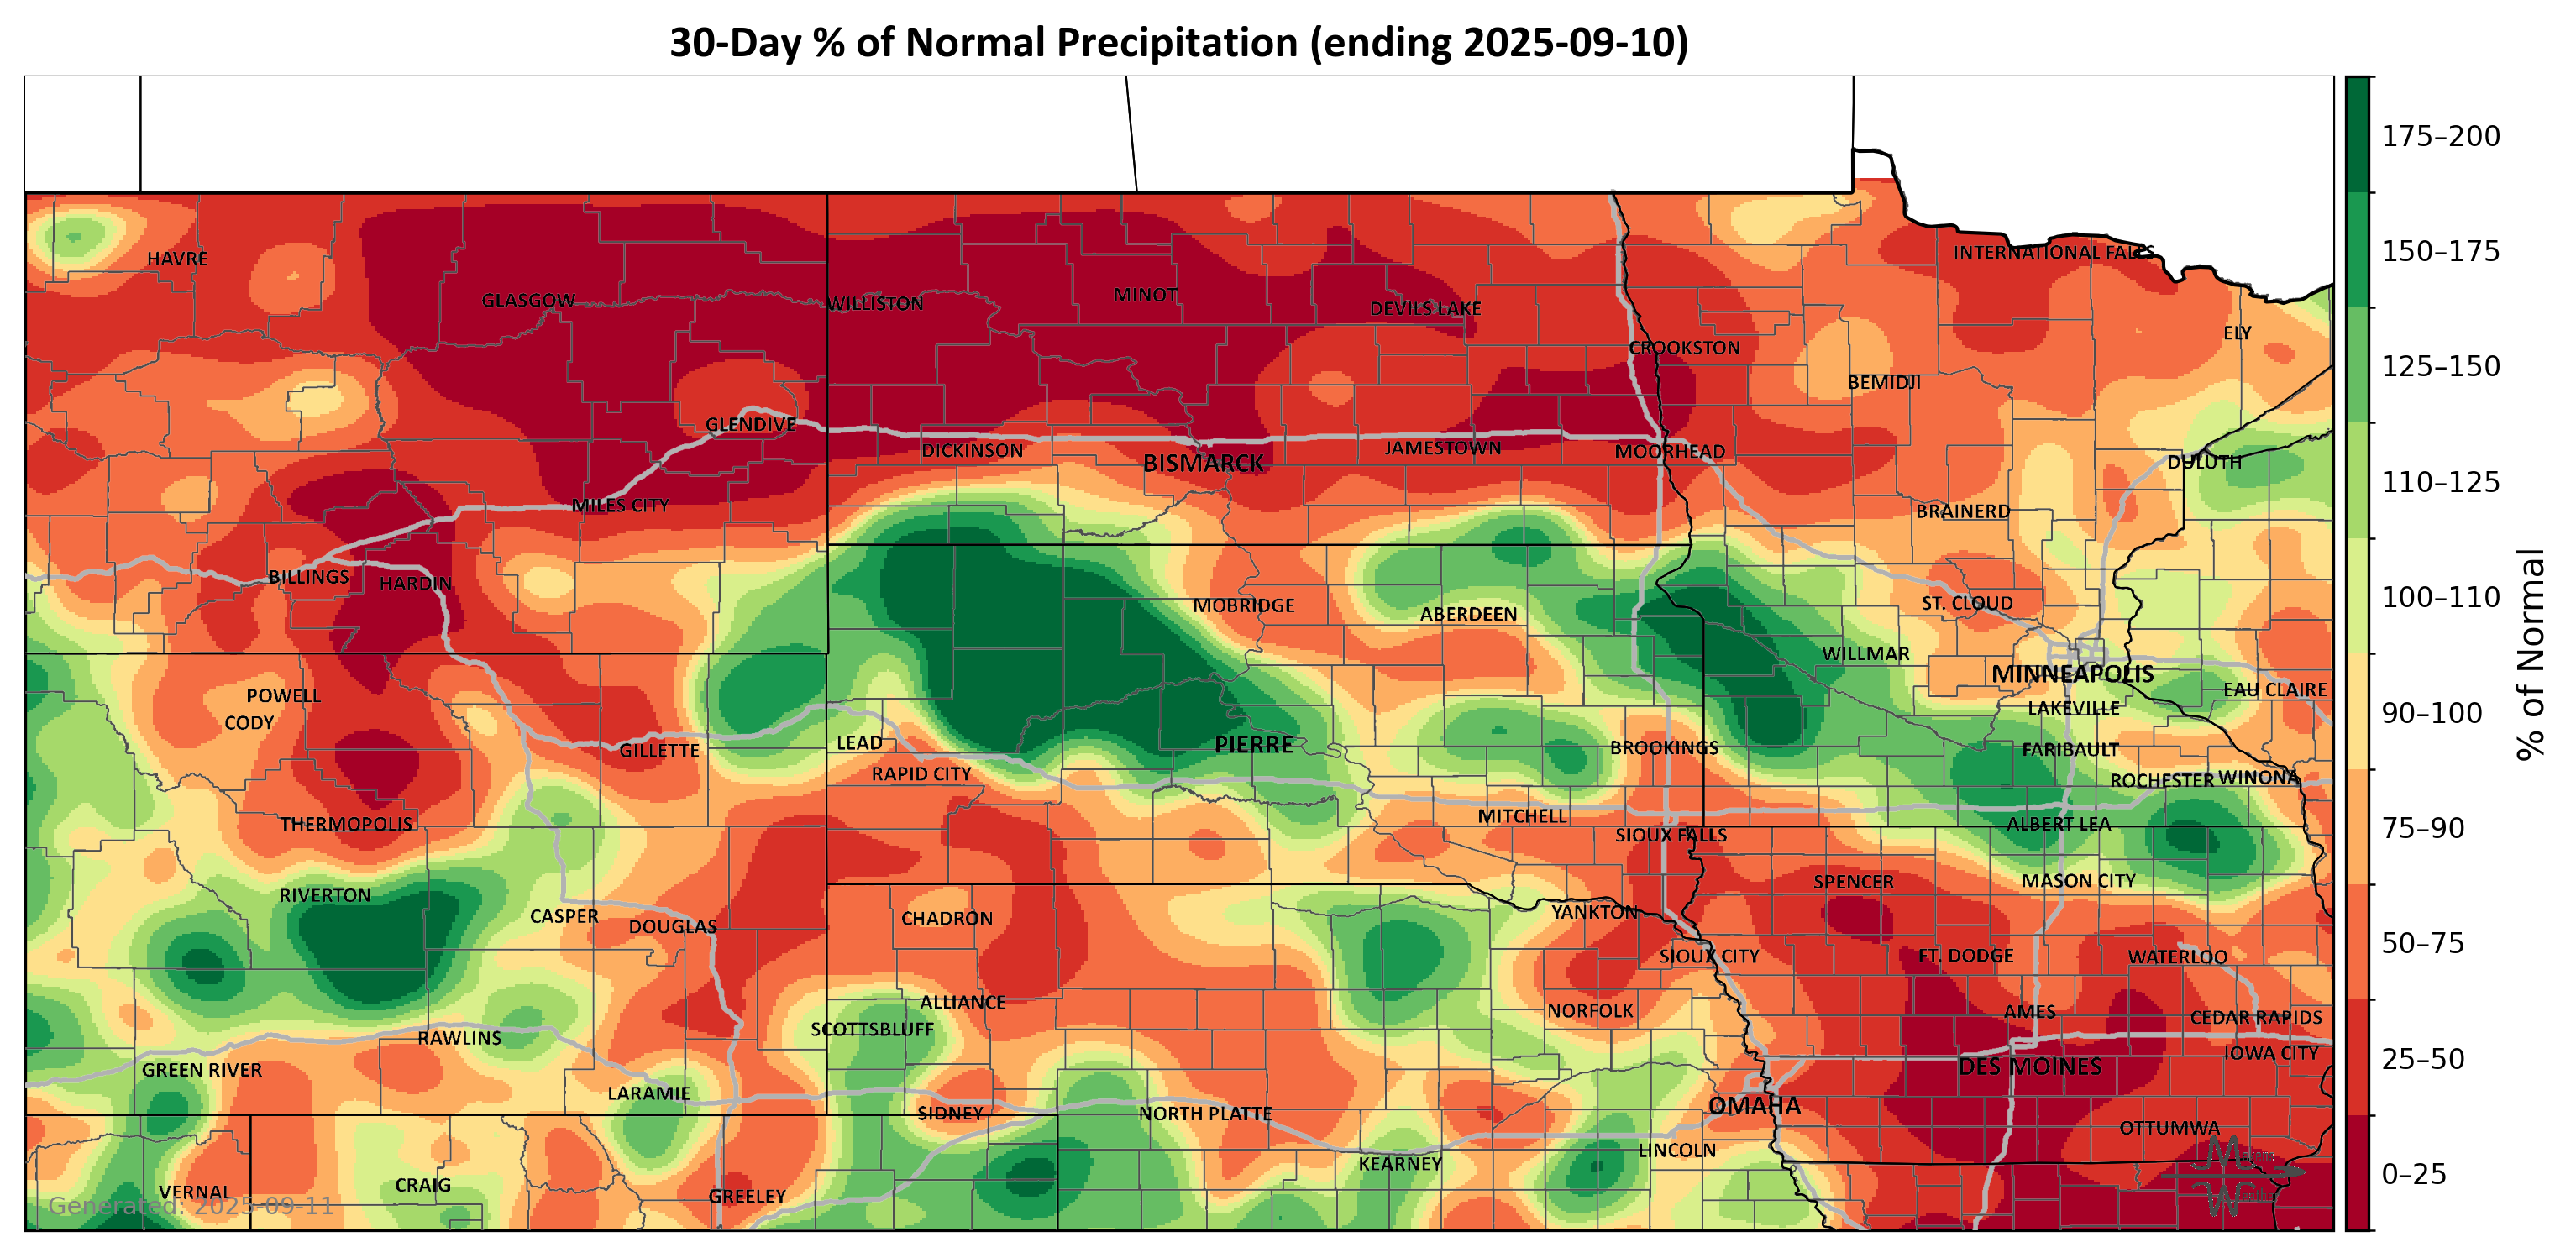 30-Day % of Normal Precipitation (ending 2025-09-10)
175–200
150–175
125–150
110–125
100–110
90–100
75–90
50–75
25–50
0–25
% of Normal
HAVRE
INTERNATIONAL FALLS
GLASGOW
WILLISTON
MINOT
DEVILS LAKE
ELY
CROOKSTON
BEMIDJI
GLENDIVE
DICKINSON
BISMARCK
JAMESTOWN
MOORHEAD
DULUTH
MILES CITY
BRAINERD
BILLINGS
HARDIN
MOBRIDGE
ABERDEEN
ST. CLOUD
WILLMAR
MINNEAPOLIS
POWELL
EAU CLAIRE
CODY
LAKEVILLE
GILLETTE
LEAD
PIERRE
BROOKINGS
FARIBAULT
RAPID CITY
ROCHESTER
WINONA
THERMOPOLIS
MITCHELL
SIOUX FALLS
ALBERT LEA
RIVERTON
SPENCER
MASON CITY
CASPER
DOUGLAS
CHADRON
YANKTON
SIOUX CITY
FT. DODGE
WATERLOO
ALLIANCE
NORFOLK
AMES
CEDAR RAPIDS
SCOTTSBLUFF
RAWLINS
IOWA CITY
GREEN RIVER
DES MOINES
LARAMIE
SIDNEY
NORTH PLATTE
OMAHA
OTTUMWA
LINCOLN
KEARNEY
VERNAL
CRAIG
GREELEY
Generated: 2025-09-11